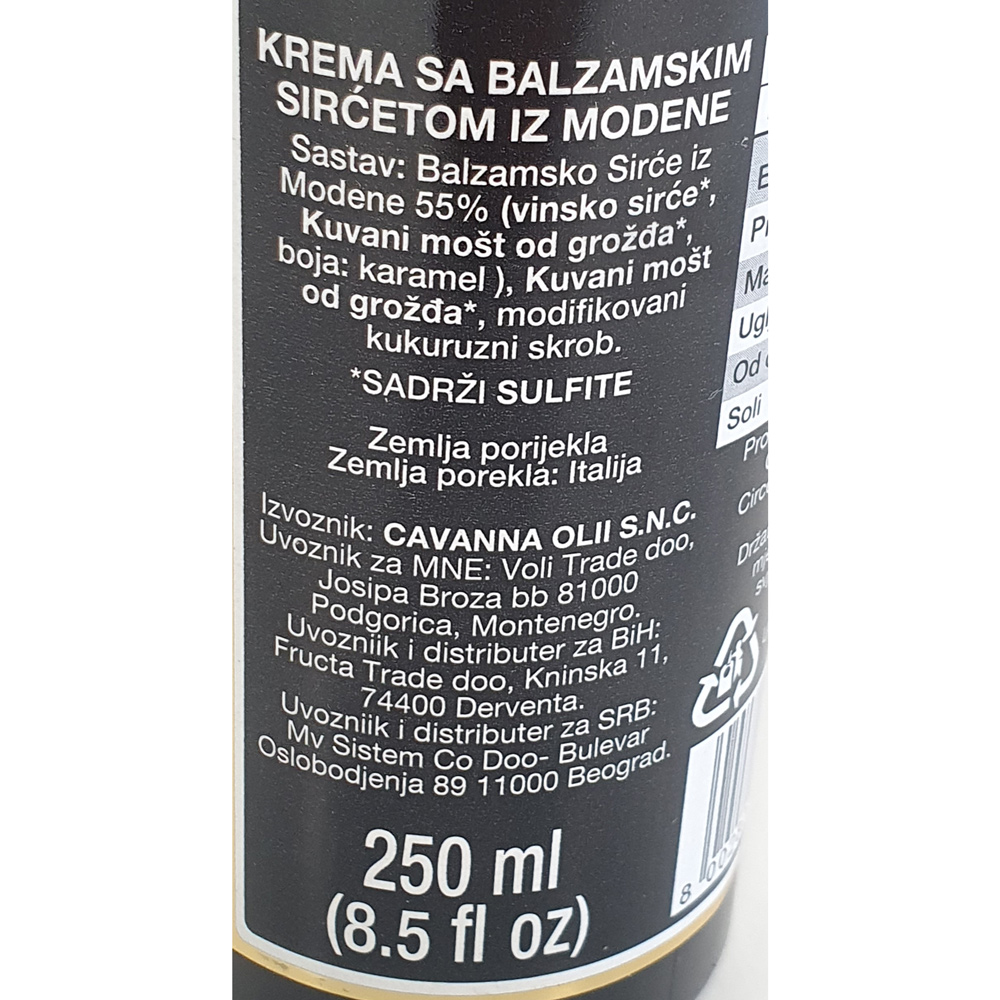 KREMA SA BALZAMSKIM
SIRĆETOM IZ MODENE
Sastav: Balzamsko Sirće iz
Modene 55% (vinsko sirće*,
Kuvani mošt od grožđa*,
boja: karamel ), Kuvani mošt
od grožđa*, modifikovani
kukuruzni skrob.
*SADRŽI SULFITE
Zemlja porijekla
Zemlja porekla: Italija
Izvoznik: CAVANNA OLII S.N.C.
Uvoznik za MNE: Voli Trade doo,
Josipa Broza bb 81000
Podgorica, Montenegro.
Uvozniik i distributer za BiH:
Fructa Trade doo, Kninska 11,
74400 Derventa.
Uvozniik i distributer za SRB:
Mv Sistem Co Doo- Bulevar
Oslobodjenja 89 11000 Beograd.
250 ml
(8.5 fl oz)
Soli